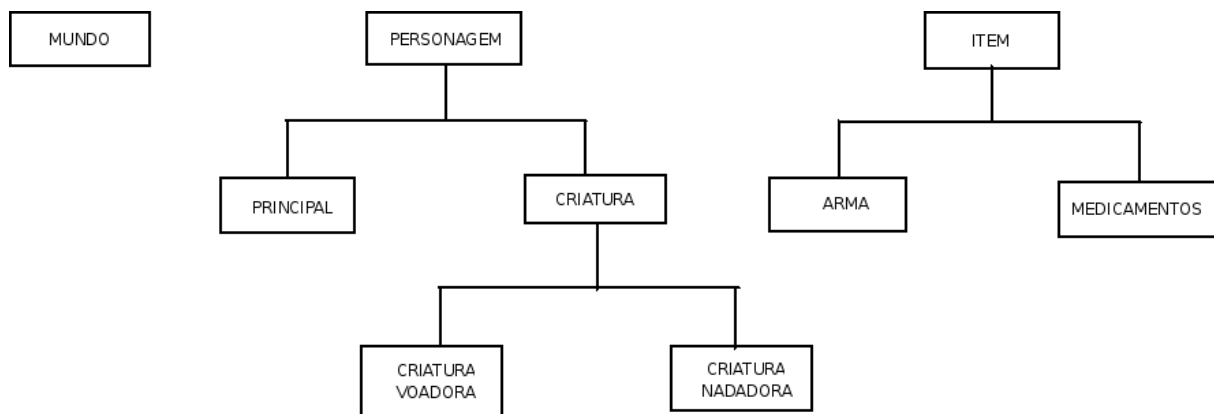 MUNDO
PERSONAGEM
ITEM
PRINCIPAL
CRIATURA
ARMA
MEDICAMENTOS
CRIATURA
VOADORA
CRIATURA
NADADORA